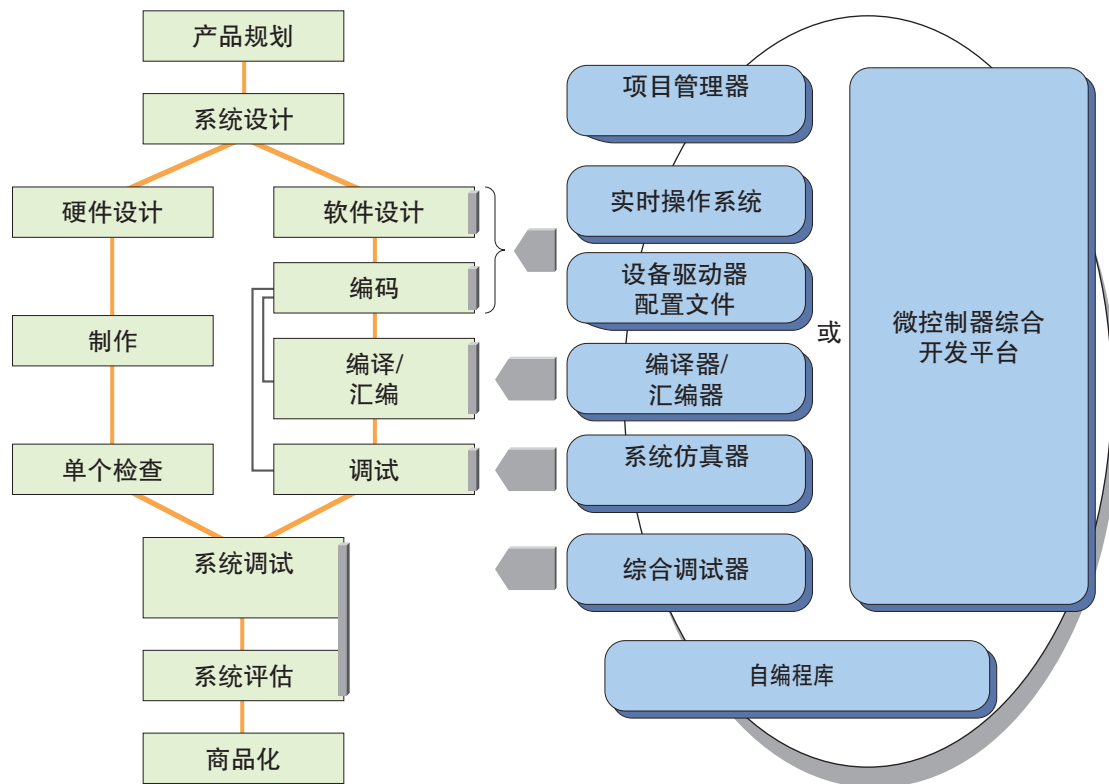 产品规划
系统设计
硬件设计
软件设计
编码
制作
编译/
汇编
单个检查
调试
系统调试
系统评估
商品化
项目管理器
实时操作系统
设备驱动器
配置文件
编译器/
汇编器
系统仿真器
综合调试器
自编程库
或
微控制器综合
开发平台